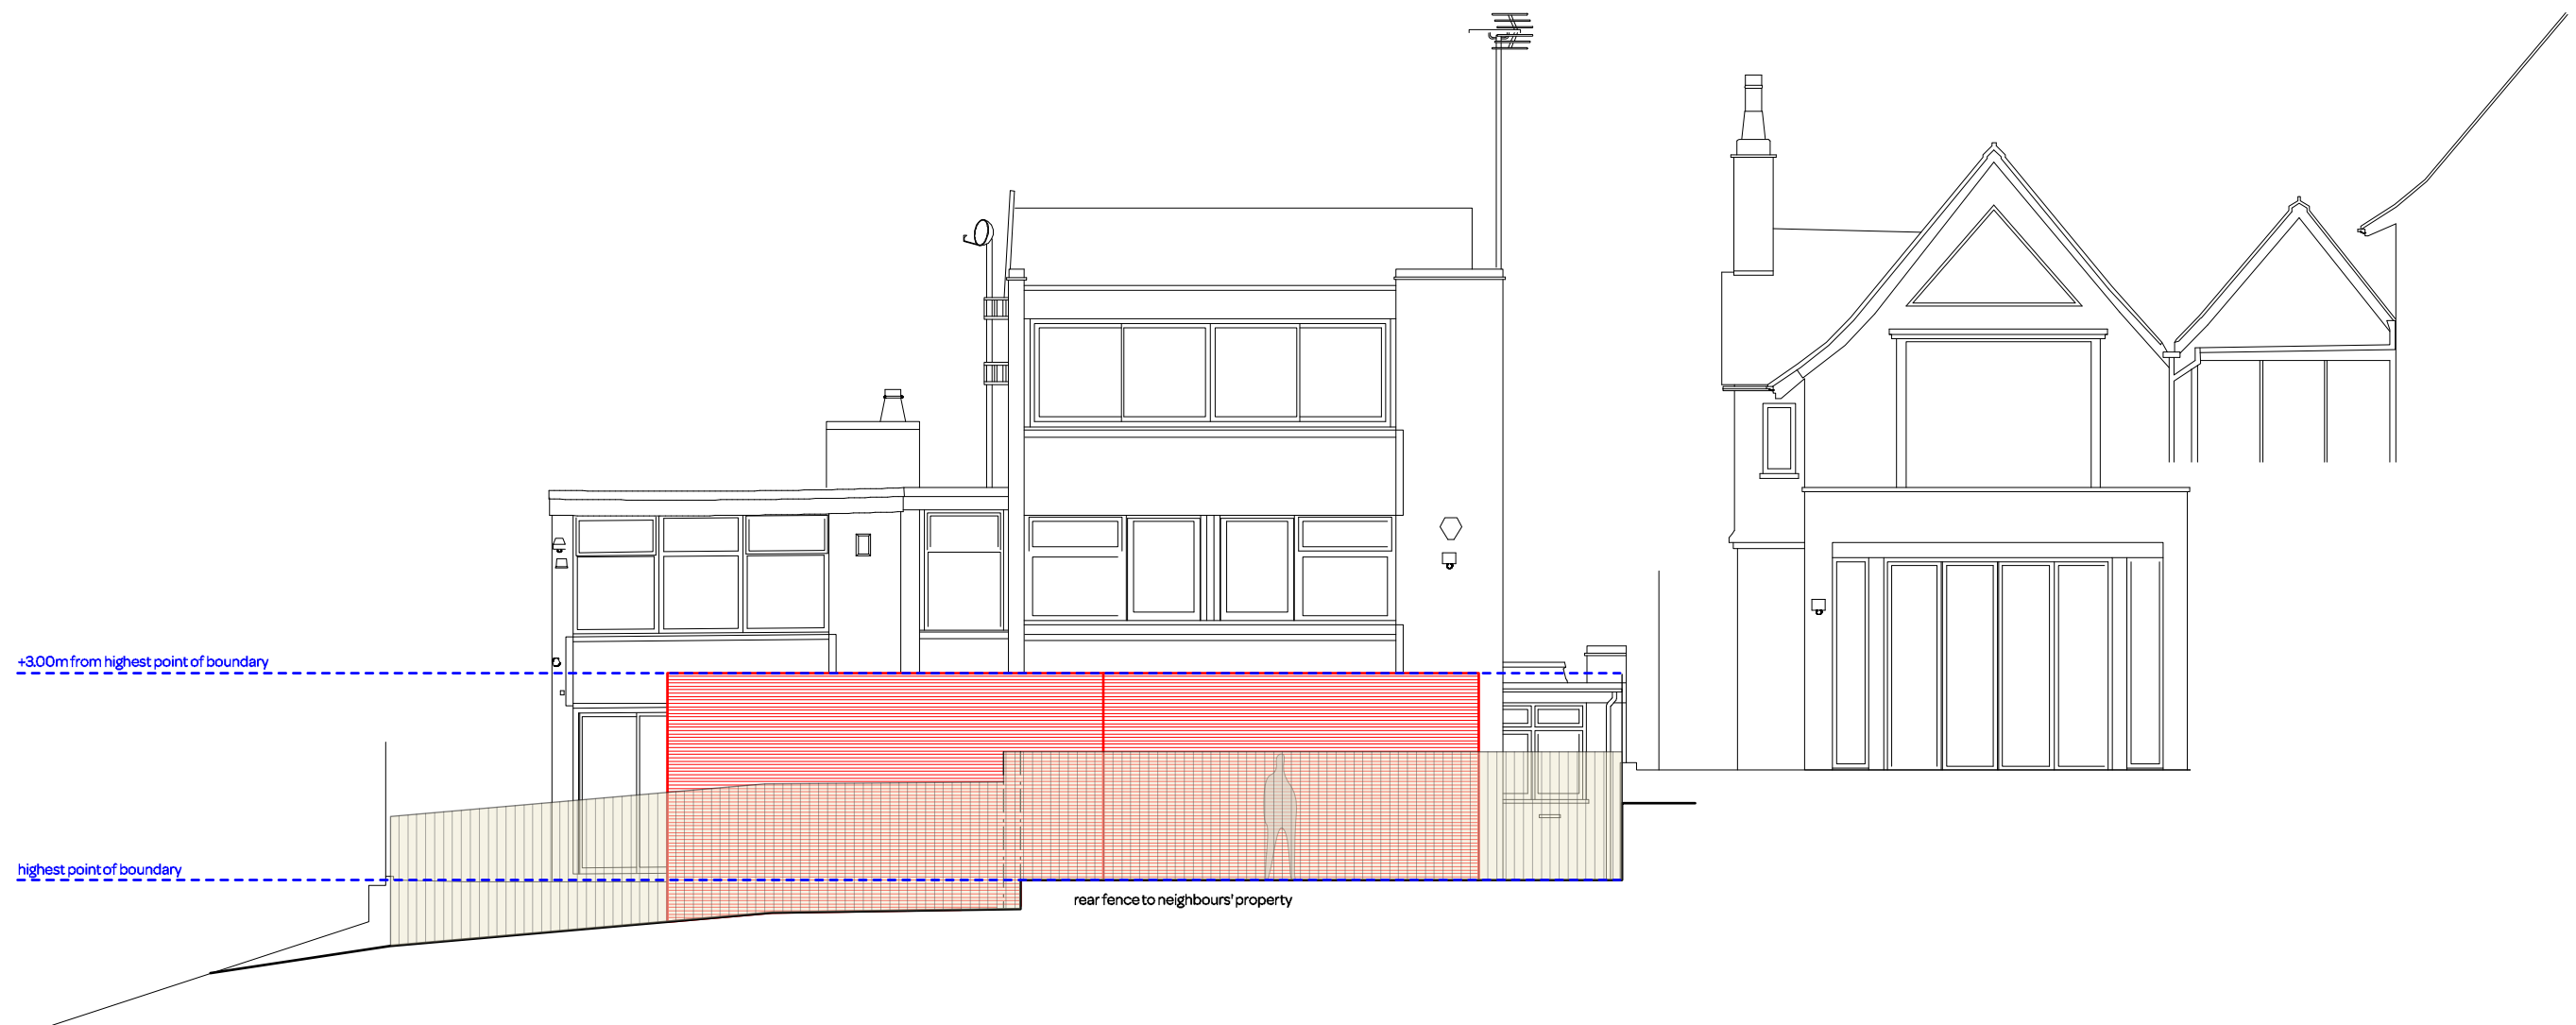 +3.00m from highest point of boundary
highest point of boundary
rear fence to neighbours' property